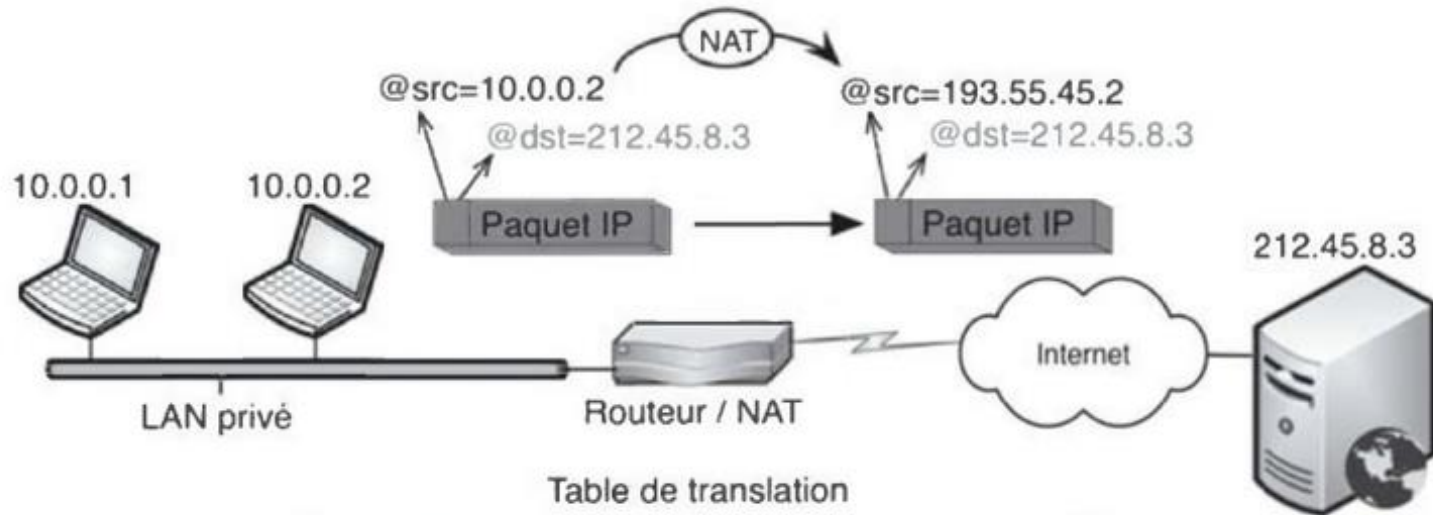 NAT
@src=10.0.0.2
@src=193.55.45.2
@dst=212.45.8.3
@dst=212.45.8.3
10.0.0.1
10.0.0.2
Paquet IP
Paquet IP
212.45.8.3
Internet
LAN privé
Routeur / NAT
Table de translation